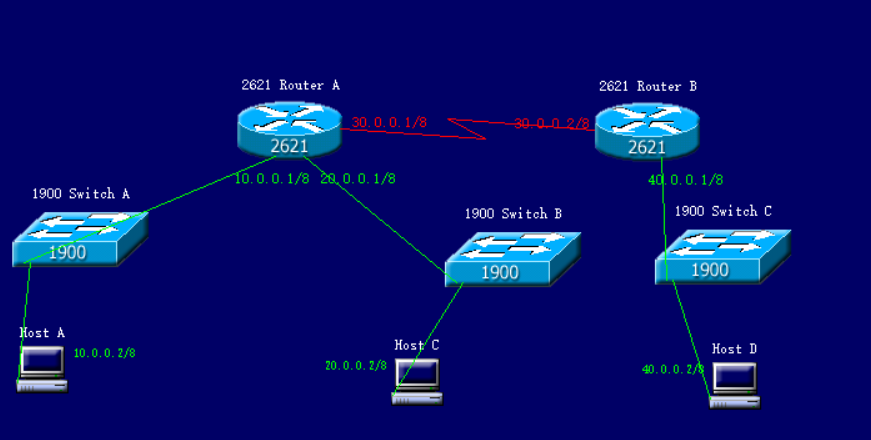 2621 Router A
2621 Router B
30.0.0.1/8
30.0.0.2/8
2621
2621
10.0.0.1/8
20.0.0.1/8
40.0.0.1/8
1900 Switch A
1900 Switch B
1900 Switch C
1900
1900
1900
Host A
10.0.0.2/8
Host C
20.0.0.2/8
Host D
40.0.0.2/8